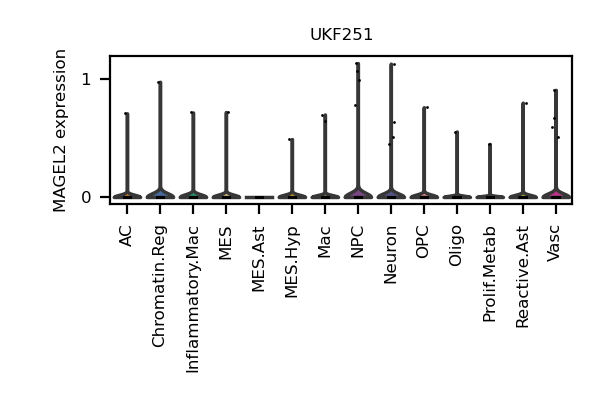 UKF251
MAGEL2 expression
1
0
AC
Chromatin.Reg
Inflammatory.Mac
MES
MES.Ast
MES.Hyp
Mac
NPC
Neuron
OPC
Oligo
Prolif.Metab
Reactive.Ast
Vasc